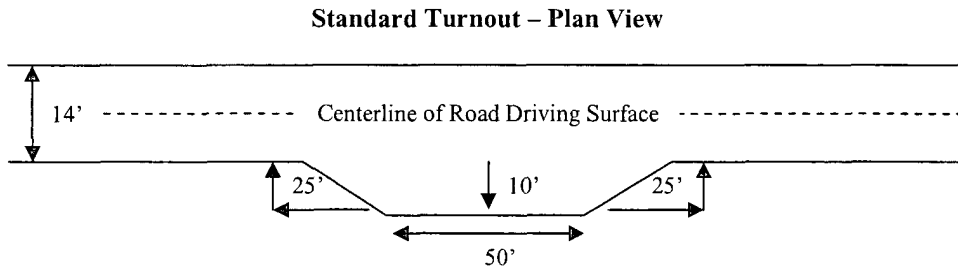 Standard Turnout – Plan View
14'
Centerline of Road Driving Surface
25'
10'
25'
50'